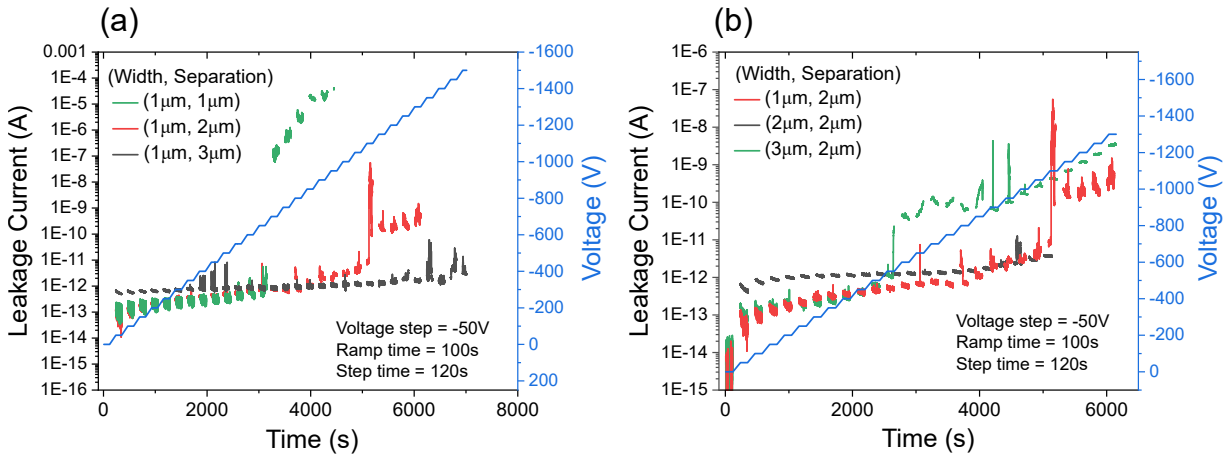 (a)
Leakage Current (A)
0.001
1E-4
1E-5
1E-6
1E-7
1E-8
1E-9
1E-10
1E-11
1E-12
1E-13
1E-14
1E-15
1E-16
(Width, Separation)
(1μm, 1μm)
(1μm, 2μm)
(1μm, 3μm)
Voltage step = -50V
Ramp time = 100s
Step time = 120s
-1600
-1400
-1200
-1000
-800
-600
-400
-200
0
200
Voltage (V)
0 2000 4000 6000 8000
Time (s)
(b)
Leakage Current (A)
1E-6
1E-7
1E-8
1E-9
1E-10
1E-11
1E-12
1E-13
1E-14
1E-15
(Width, Separation)
(1μm, 2μm)
(2μm, 2μm)
(3μm, 2μm)
Voltage step = -50V
Ramp time = 100s
Step time = 120s
-1600
-1400
-1200
-1000
-800
-600
-400
-200
0
Voltage (V)
0 2000 4000 6000
Time (s)